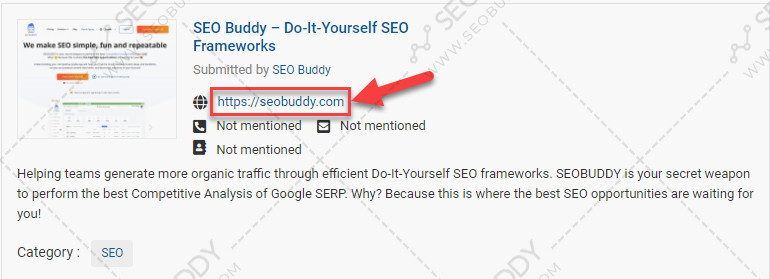 SEO Buddy – Do-It-Yourself SEO
Frameworks
Submitted by SEO Buddy
https://seobuddy.com
Not mentioned Not mentioned
Not mentioned
Helping teams generate more organic traffic through efficient Do-It-Yourself SEO frameworks. SEOBUDDY is your secret weapon
to perform the best Competitive Analysis of Google SERP. Why? Because this is where the best SEO opportunities are waiting for
you!
Category : SEO
We make SEO simple, fun and repeatable
SEOBUDDY
WWW.SEOBUDDY.COM